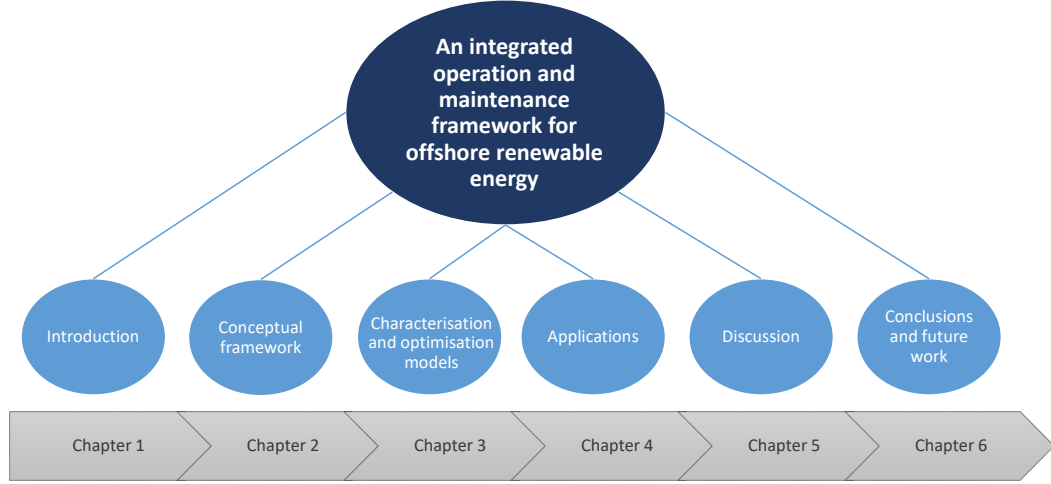 An integrated
operation and
maintenance
framework for
offshore renewable
energy
Introduction
Conceptual
framework
Characterisation
and optimisation
models
Applications
Discussion
Conclusions
and future
work
Chapter 1
Chapter 2
Chapter 3
Chapter 4
Chapter 5
Chapter 6